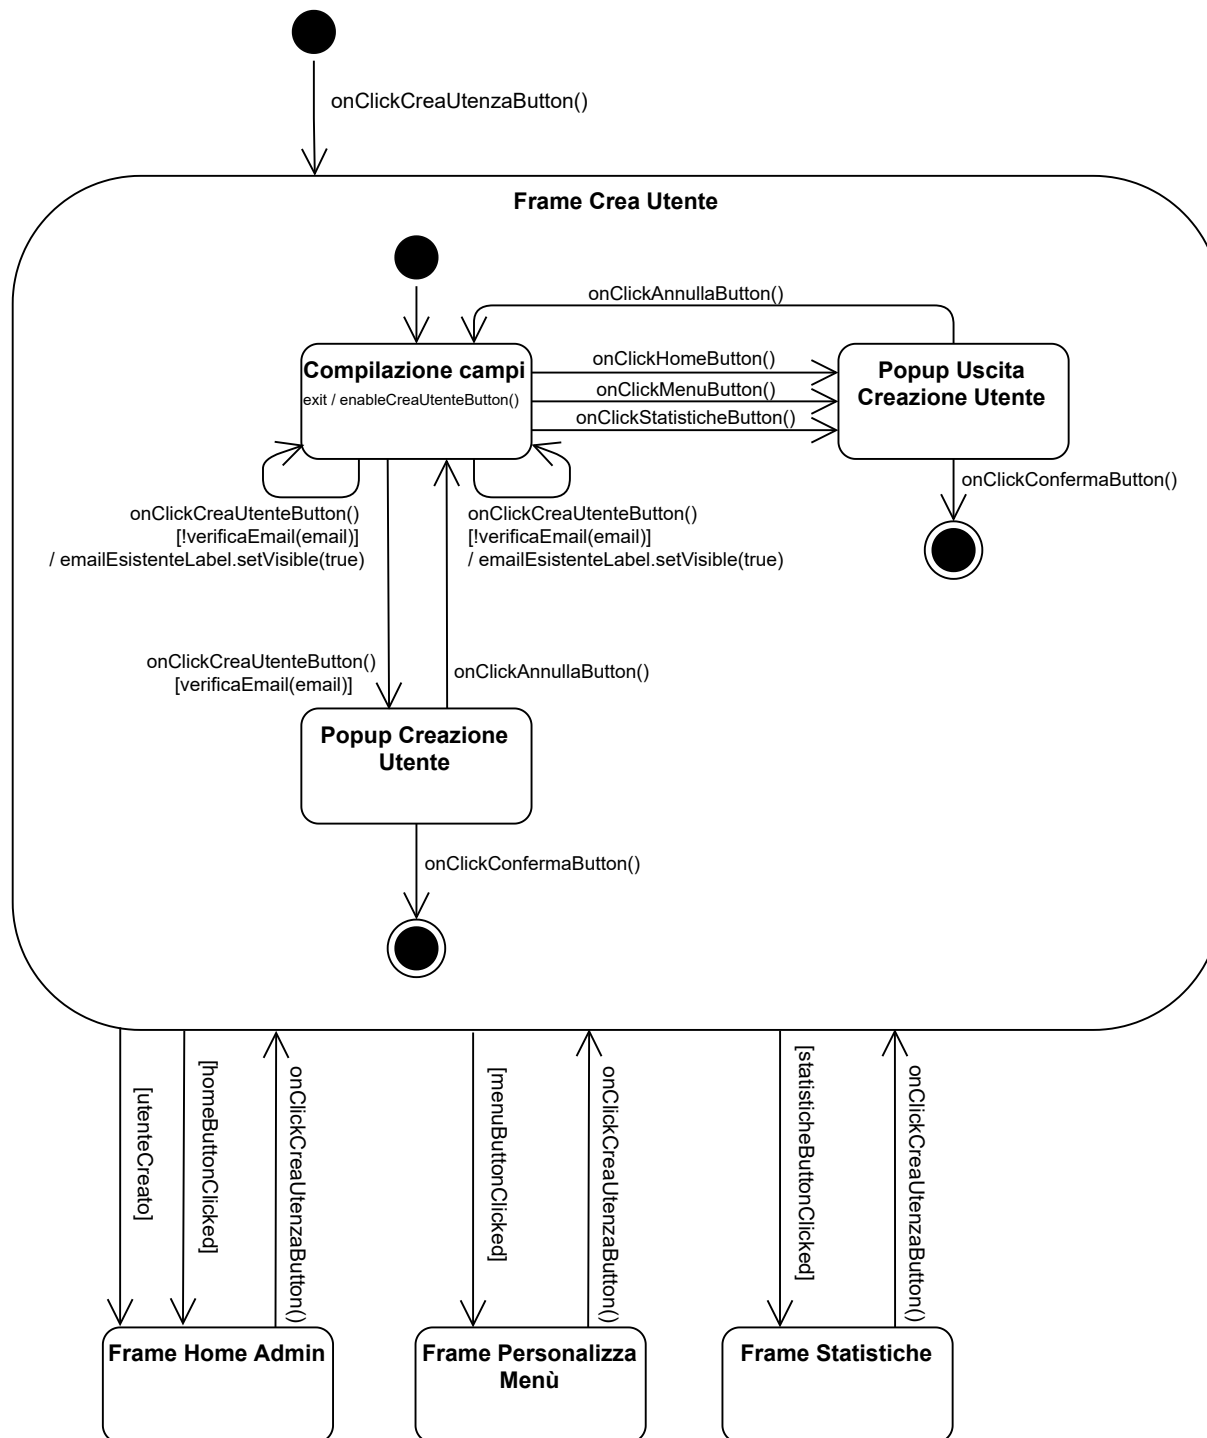 onClickCreaUtenzaButton()
Frame Crea Utente
onClickAnnullaButton()
Compilazione campi
exit / enableCreaUtenteButton()
onClickHomeButton()
onClickMenuButton()
onClickStatisticheButton()
Popup Uscita
Creazione Utente
onClickConfermaButton()
onClickCreaUtenteButton()
[!verificaEmail(email)]
/ emailEsistenteLabel.setVisible(true)
onClickCreaUtenteButton()
[!verificaEmail(email)]
/ emailEsistenteLabel.setVisible(true)
onClickCreaUtenteButton()
[verificaEmail(email)]
onClickAnnullaButton()
Popup Creazione
Utente
onClickConfermaButton()
[utenteCreato]
[homeButtonClicked]
onClickCreaUtenzaButton()
[menuButtonClicked]
onClickCreaUtenzaButton()
[statisticheButtonClicked]
onClickCreaUtenzaButton()
Frame Home Admin
Frame Personalizza
Menù
Frame Statistiche